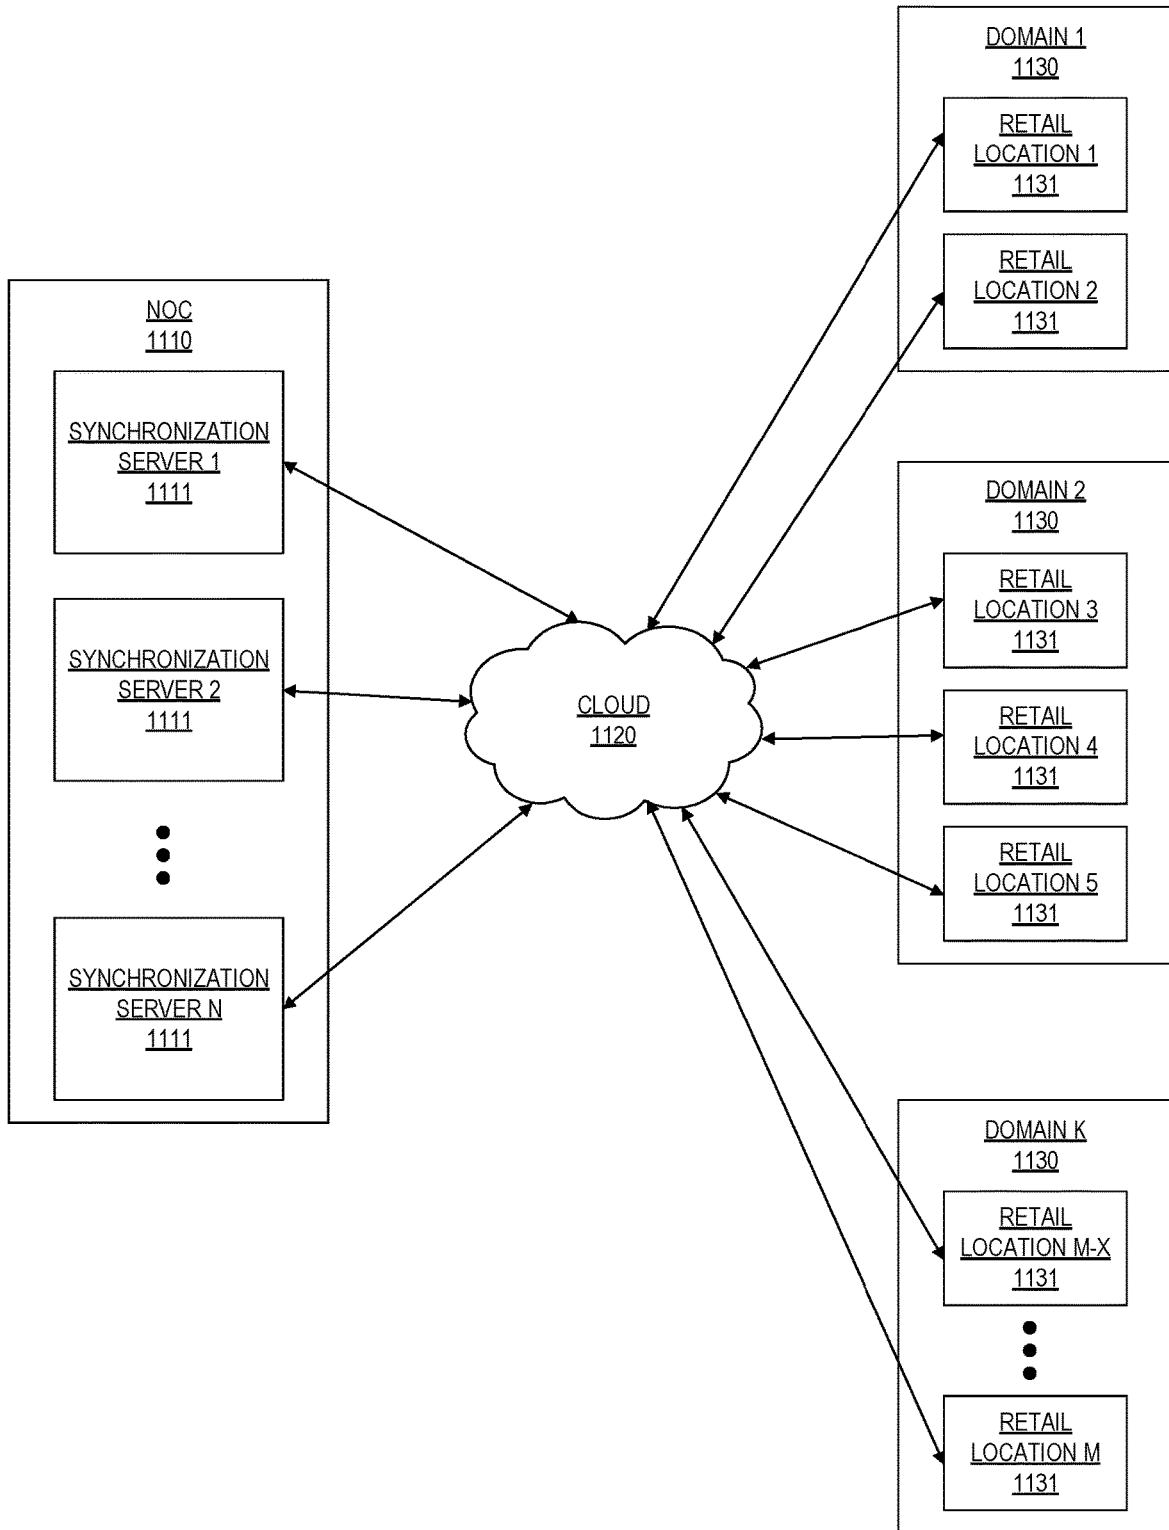 NOC
1110
SYNCHRONIZATION
SERVER 1
1111
SYNCHRONIZATION
SERVER 2
1111
SYNCHRONIZATION
SERVER N
1111
CLOUD
1120
DOMAIN 1
1130
RETAIL
LOCATION 1
1131
RETAIL
LOCATION 2
1131
DOMAIN 2
1130
RETAIL
LOCATION 3
1131
RETAIL
LOCATION 4
1131
RETAIL
LOCATION 5
1131
DOMAIN K
1130
RETAIL
LOCATION M-X
1131
RETAIL
LOCATION M
1131